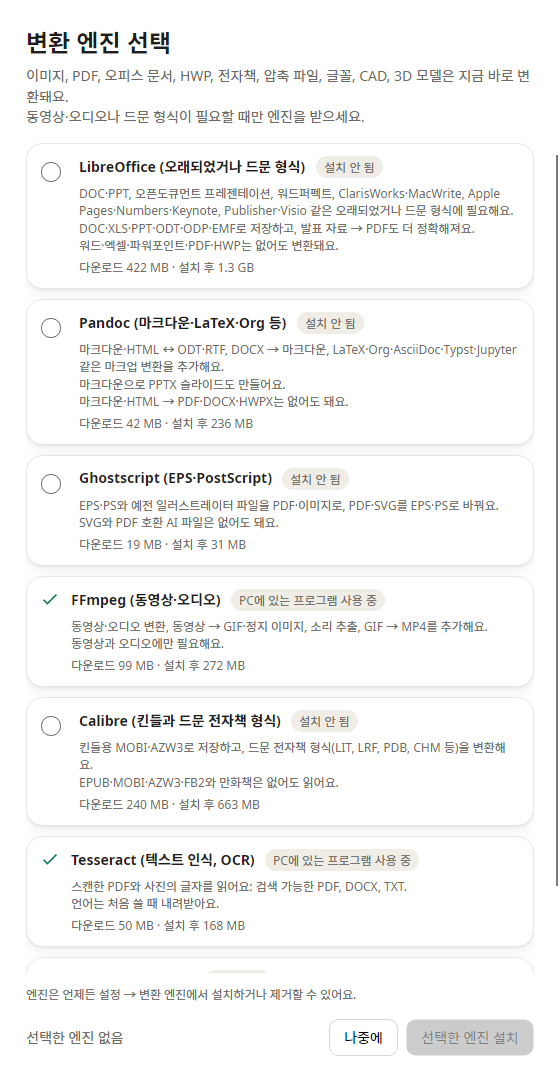 변환 엔진 선택
이미지, PDF, 오피스 문서, HWP, 전자책, 압축 파일, 글꼴, CAD, 3D 모델은 지금 바로 변
환돼요.
동영상·오디오나 드문 형식이 필요할 때만 엔진을 받으세요.
LibreOffice (오래되었거나 드문 형식) 설치 안 됨
DOC·PPT, 오픈도큐먼트 프레젠테이션, 워드퍼펙트, ClarisWorks·MacWrite, Apple
Pages·Numbers·Keynote, Publisher·Visio 같은 오래되었거나 드문 형식에 필요해요.
DOC·XLS·PPT·ODT·ODP·EMF로 저장하고, 발표 자료 → PDF도 더 정확해져요.
워드·엑셀·파워포인트·PDF·HWP는 없어도 변환돼요.
다운로드 422 MB · 설치 후 1.3 GB
Pandoc (마크다운·LaTeX·Org 등) 설치 안 됨
마크다운·HTML ↔ ODT·RTF, DOCX → 마크다운, LaTeX·Org·AsciiDoc·Typst·Jupyter
같은 마크업 변환을 추가해요.
마크다운으로 PPTX 슬라이드도 만들어요.
마크다운·HTML → PDF·DOCX·HWPX는 없어도 돼요.
다운로드 42 MB · 설치 후 236 MB
Ghostscript (EPS·PostScript) 설치 안 됨
EPS·PS와 예전 일러스트레이터 파일을 PDF·이미지로, PDF·SVG를 EPS·PS로 바꿔요.
SVG와 PDF 호환 AI 파일은 없어도 돼요.
다운로드 19 MB · 설치 후 31 MB
FFmpeg (동영상·오디오) PC에 있는 프로그램 사용 중
동영상·오디오 변환, 동영상 → GIF·정지 이미지, 소리 추출, GIF → MP4를 추가해요.
동영상과 오디오에만 필요해요.
다운로드 99 MB · 설치 후 272 MB
Calibre (킨들과 드문 전자책 형식) 설치 안 됨
킨들용 MOBI·AZW3로 저장하고, 드문 전자책 형식(LIT, LRF, PDB, CHM 등)을 변환해
요.
EPUB·MOBI·AZW3·FB2와 만화책은 없어도 읽어요.
다운로드 240 MB · 설치 후 663 MB
Tesseract (텍스트 인식, OCR) PC에 있는 프로그램 사용 중
스캔한 PDF와 사진의 글자를 읽어요: 검색 가능한 PDF, DOCX, TXT.
언어는 처음 쓸 때 내려받아요.
다운로드 50 MB · 설치 후 168 MB
엔진은 언제든 설정 → 변환 엔진에서 설치하거나 제거할 수 있어요.
선택한 엔진 없음 나중에 선택한 엔진 설치